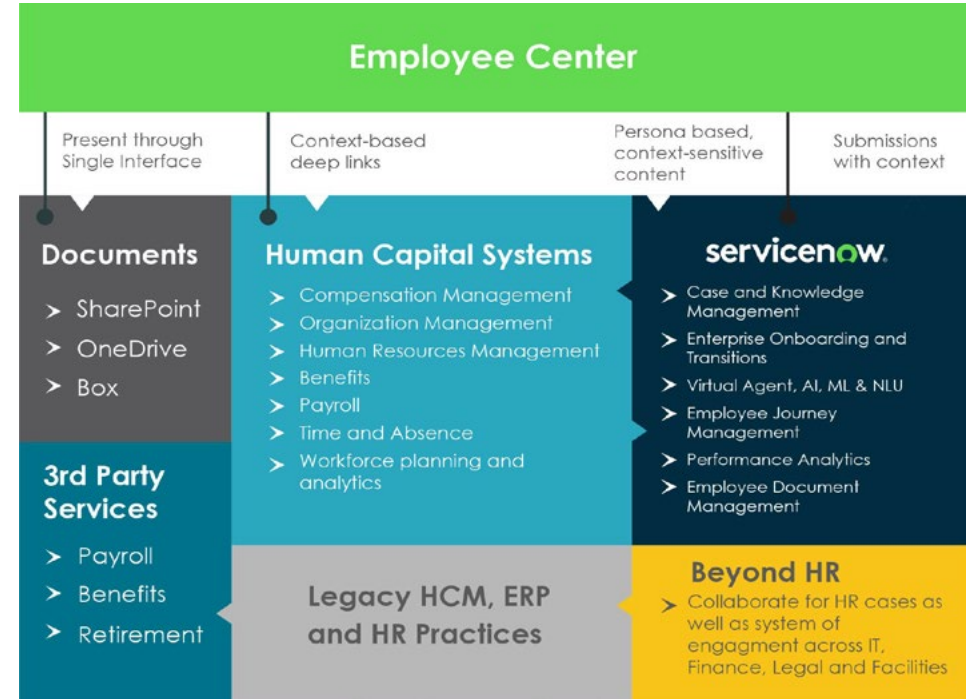 Employee Center
Present through
Single Interface
Context-based
deep links
Persona based,
context-sensitive
content
Submissions
with context
Documents
SharePoint
OneDrive
Box
3rd Party
Services
Payroll
Benefits
Retirement
Human Capital Systems
Compensation Management
Organization Management
Human Resources Management
Benefits
Payroll
Time and Absence
Workforce planning and
analytics
Legacy HCM, ERP
and HR Practices
servicenow.
Case and Knowledge
Management
Enterprise Onboarding and
Transitions
Virtual Agent, AI, ML & NLU
Employee Journey
Management
Performance Analytics
Employee Document
Management
Beyond HR
Collaborate for HR cases as
well as system of
engagment across IT,
Finance, Legal and Facilities